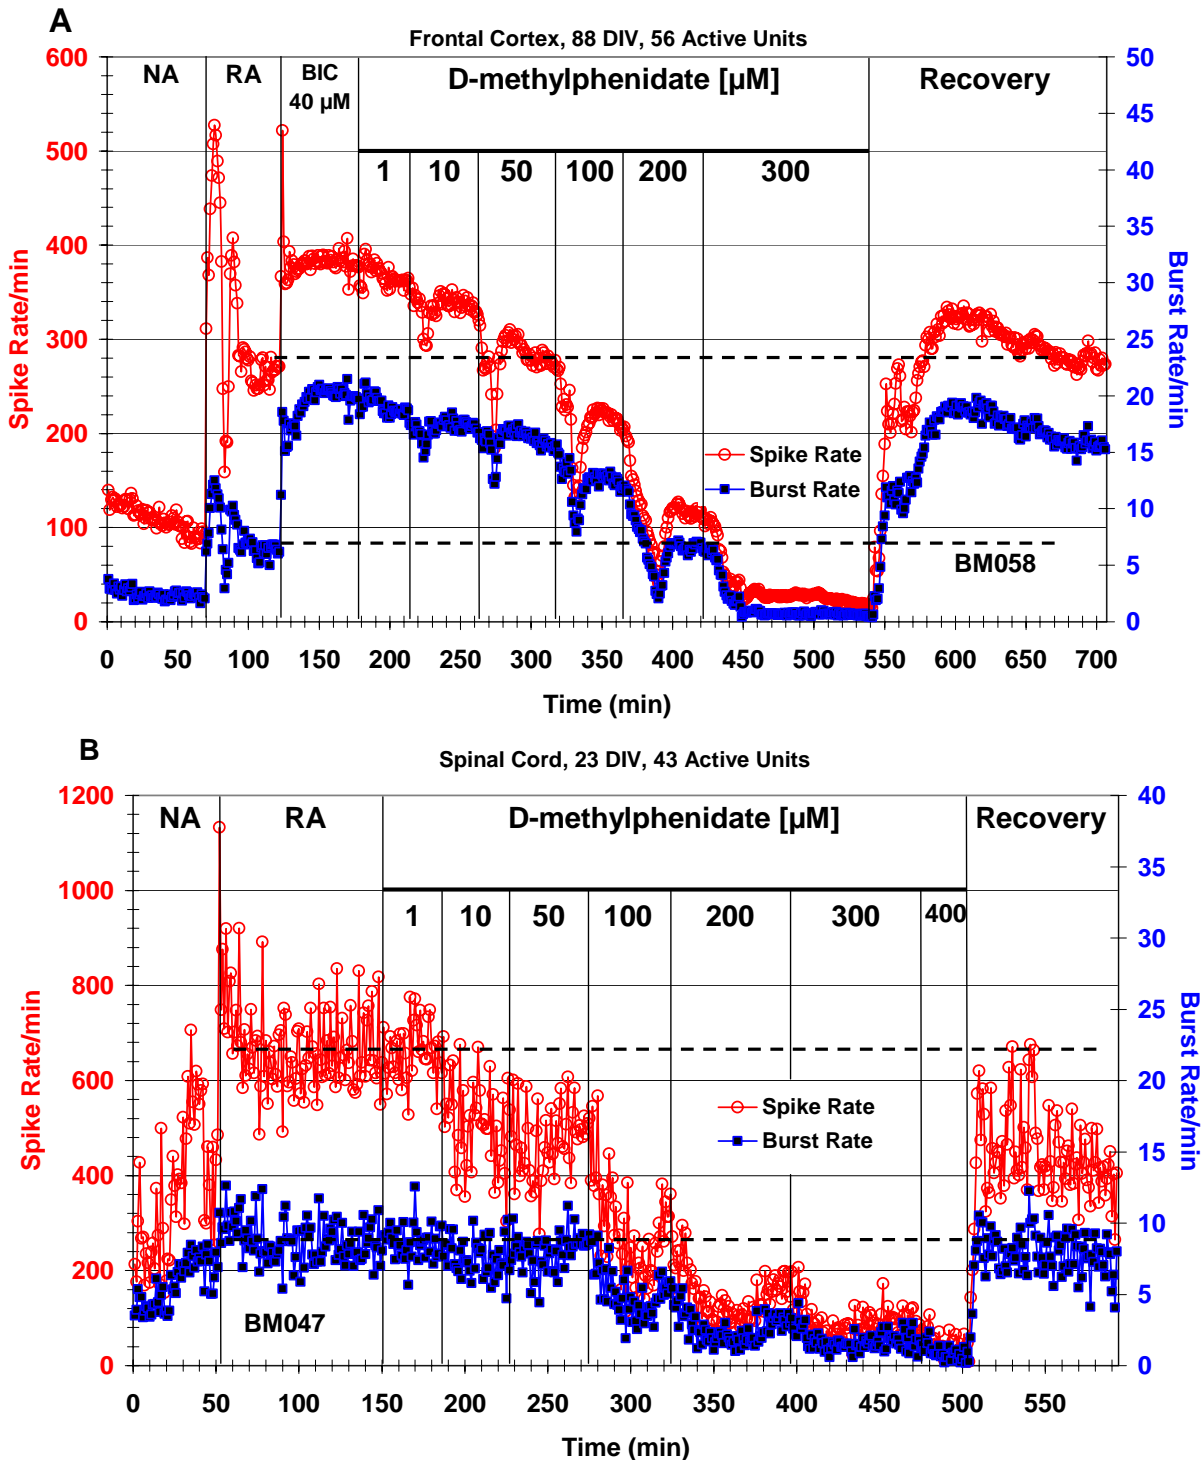 A
Frontal Cortex, 88 DIV, 56 Active Units
NA
RA
BIC
40 µM
D-methylphenidate [µM]
Recovery
1
10
50
100
200
300
600
500
400
300
200
100
0
Spike Rate/min
50
45
40
35
30
25
20
15
10
5
0
Burst Rate/min
Spike Rate
Burst Rate
BM058
0 50 100 150 200 250 300 350 400 450 500 550 600 650 700
Time (min)
B
Spinal Cord, 23 DIV, 43 Active Units
NA
RA
D-methylphenidate [µM]
Recovery
1
10
50
100
200
300
400
1200
1000
800
600
400
200
0
Spike Rate/min
40
35
30
25
20
15
10
5
0
Burst Rate/min
Spike Rate
Burst Rate
BM047
0 50 100 150 200 250 300 350 400 450 500 550
Time (min)